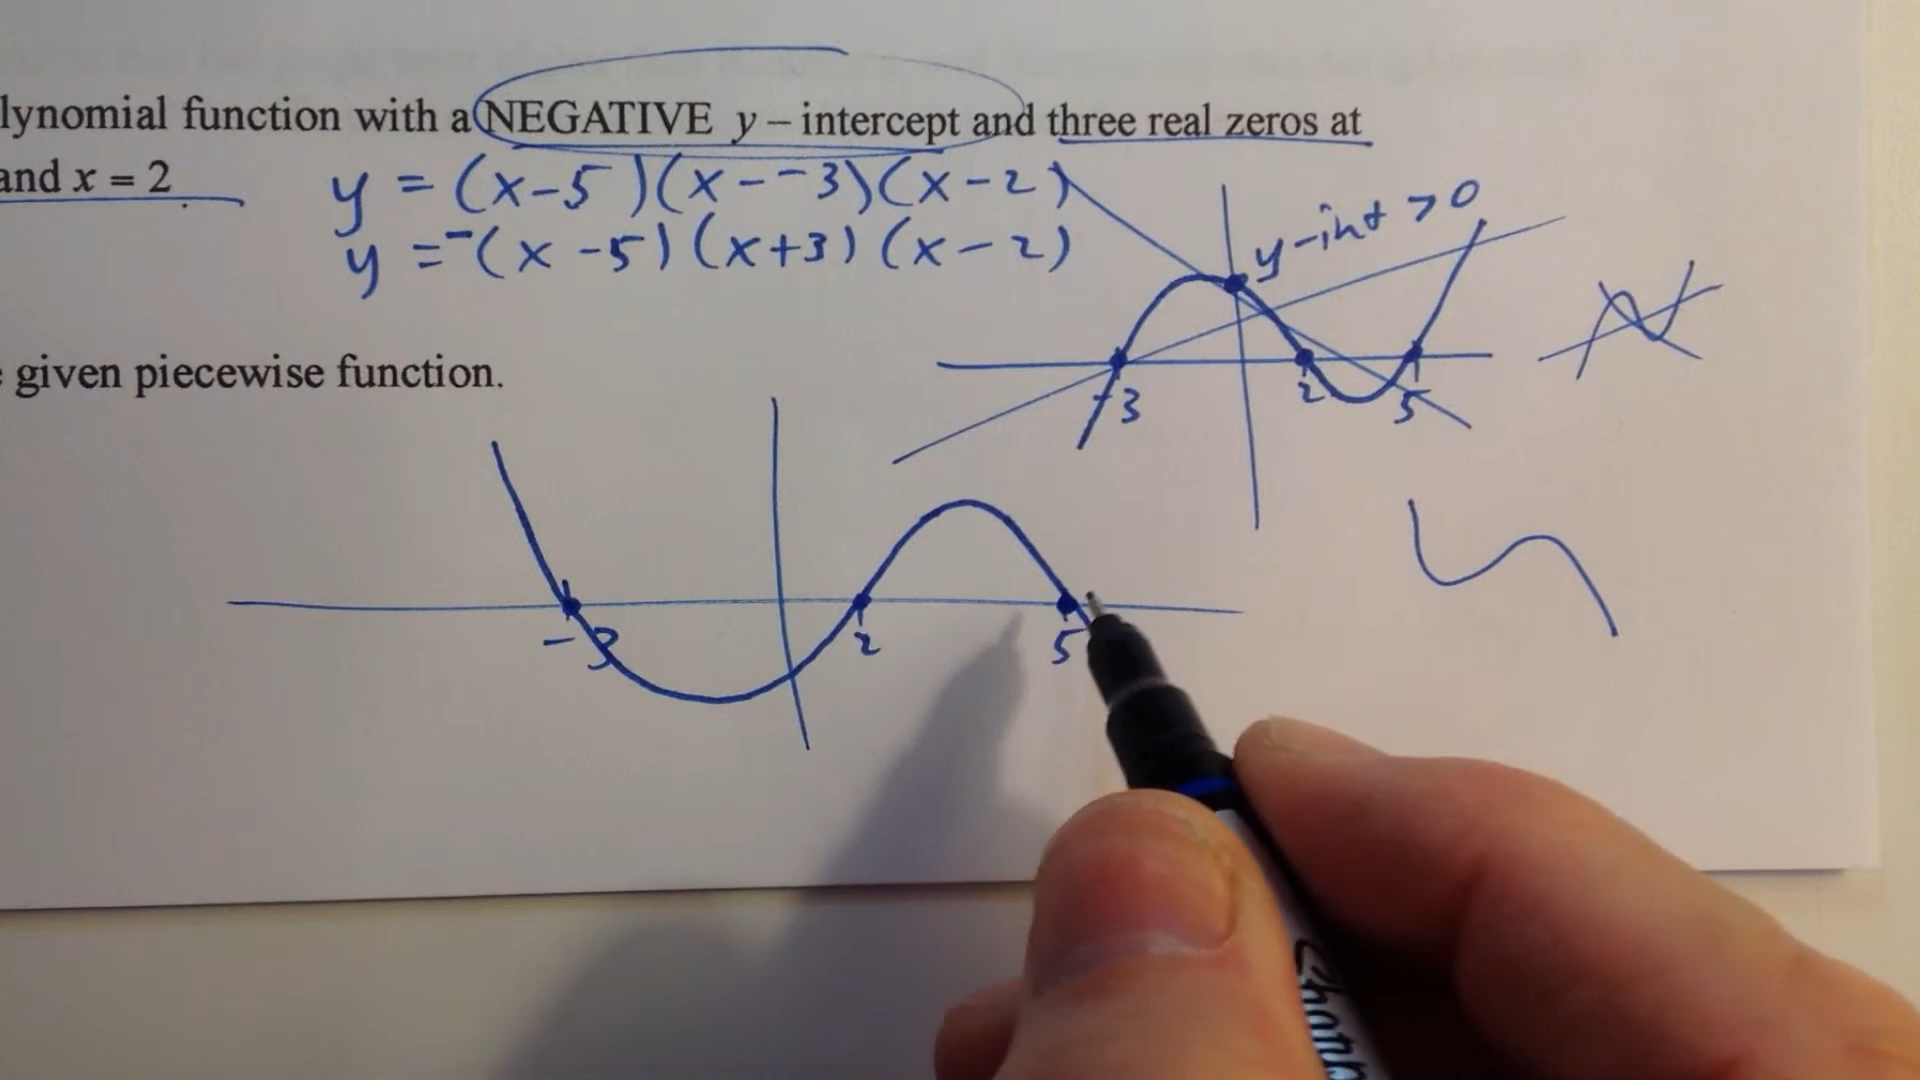 lynomial function with a NEGATIVE y – intercept and three real zeros at
and x = 2
y = (x-5)(x--3)(x-2)
y = -(x-5)(x+3)(x-2)
y-int > 0
given piecewise function.
-3 2 5
-3 2 5